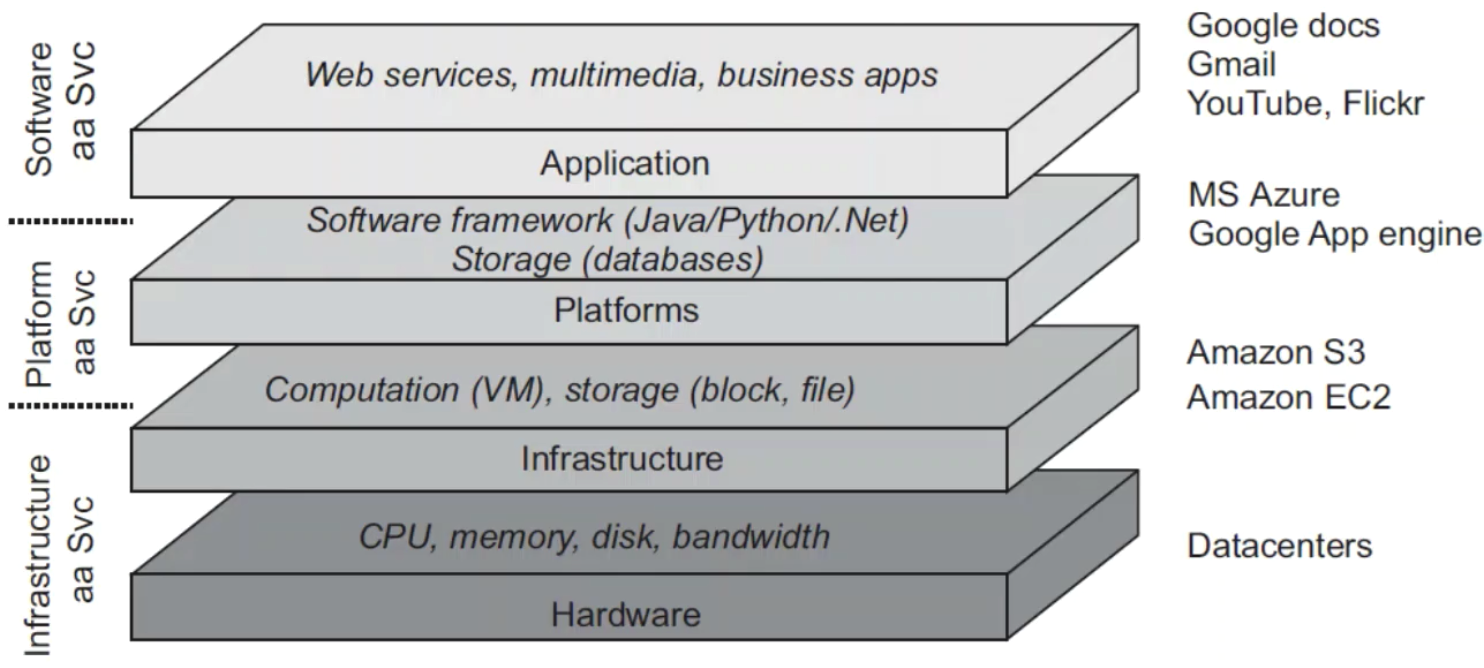 Software
aa Svc
Web services, multimedia, business apps
Application
Google docs
Gmail
YouTube, Flickr
Platform
aa Svc
Software framework (Java/Python/.Net)
Storage (databases)
Platforms
MS Azure
Google App engine
Infrastructure
aa Svc
Computation (VM), storage (block, file)
Infrastructure
Amazon S3
Amazon EC2
CPU, memory, disk, bandwidth
Hardware
Datacenters